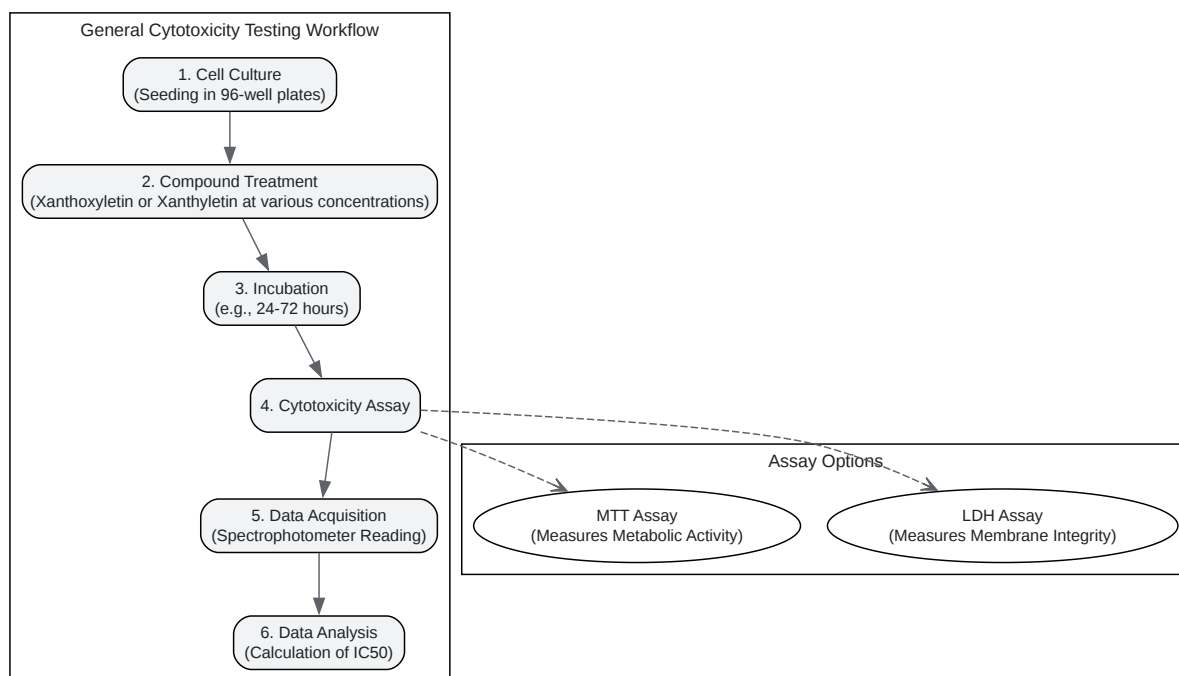 General Cytotoxicity Testing Workflow
1. Cell Culture
(Seeding in 96-well plates)
2. Compound Treatment
(Xanthoxyletin or Xanthyletin at various concentrations)
3. Incubation
(e.g., 24-72 hours)
4. Cytotoxicity Assay
Assay Options
MTT Assay
(Measures Metabolic Activity)
LDH Assay
(Measures Membrane Integrity)
5. Data Acquisition
(Spectrophotometer Reading)
6. Data Analysis
(Calculation of IC50)